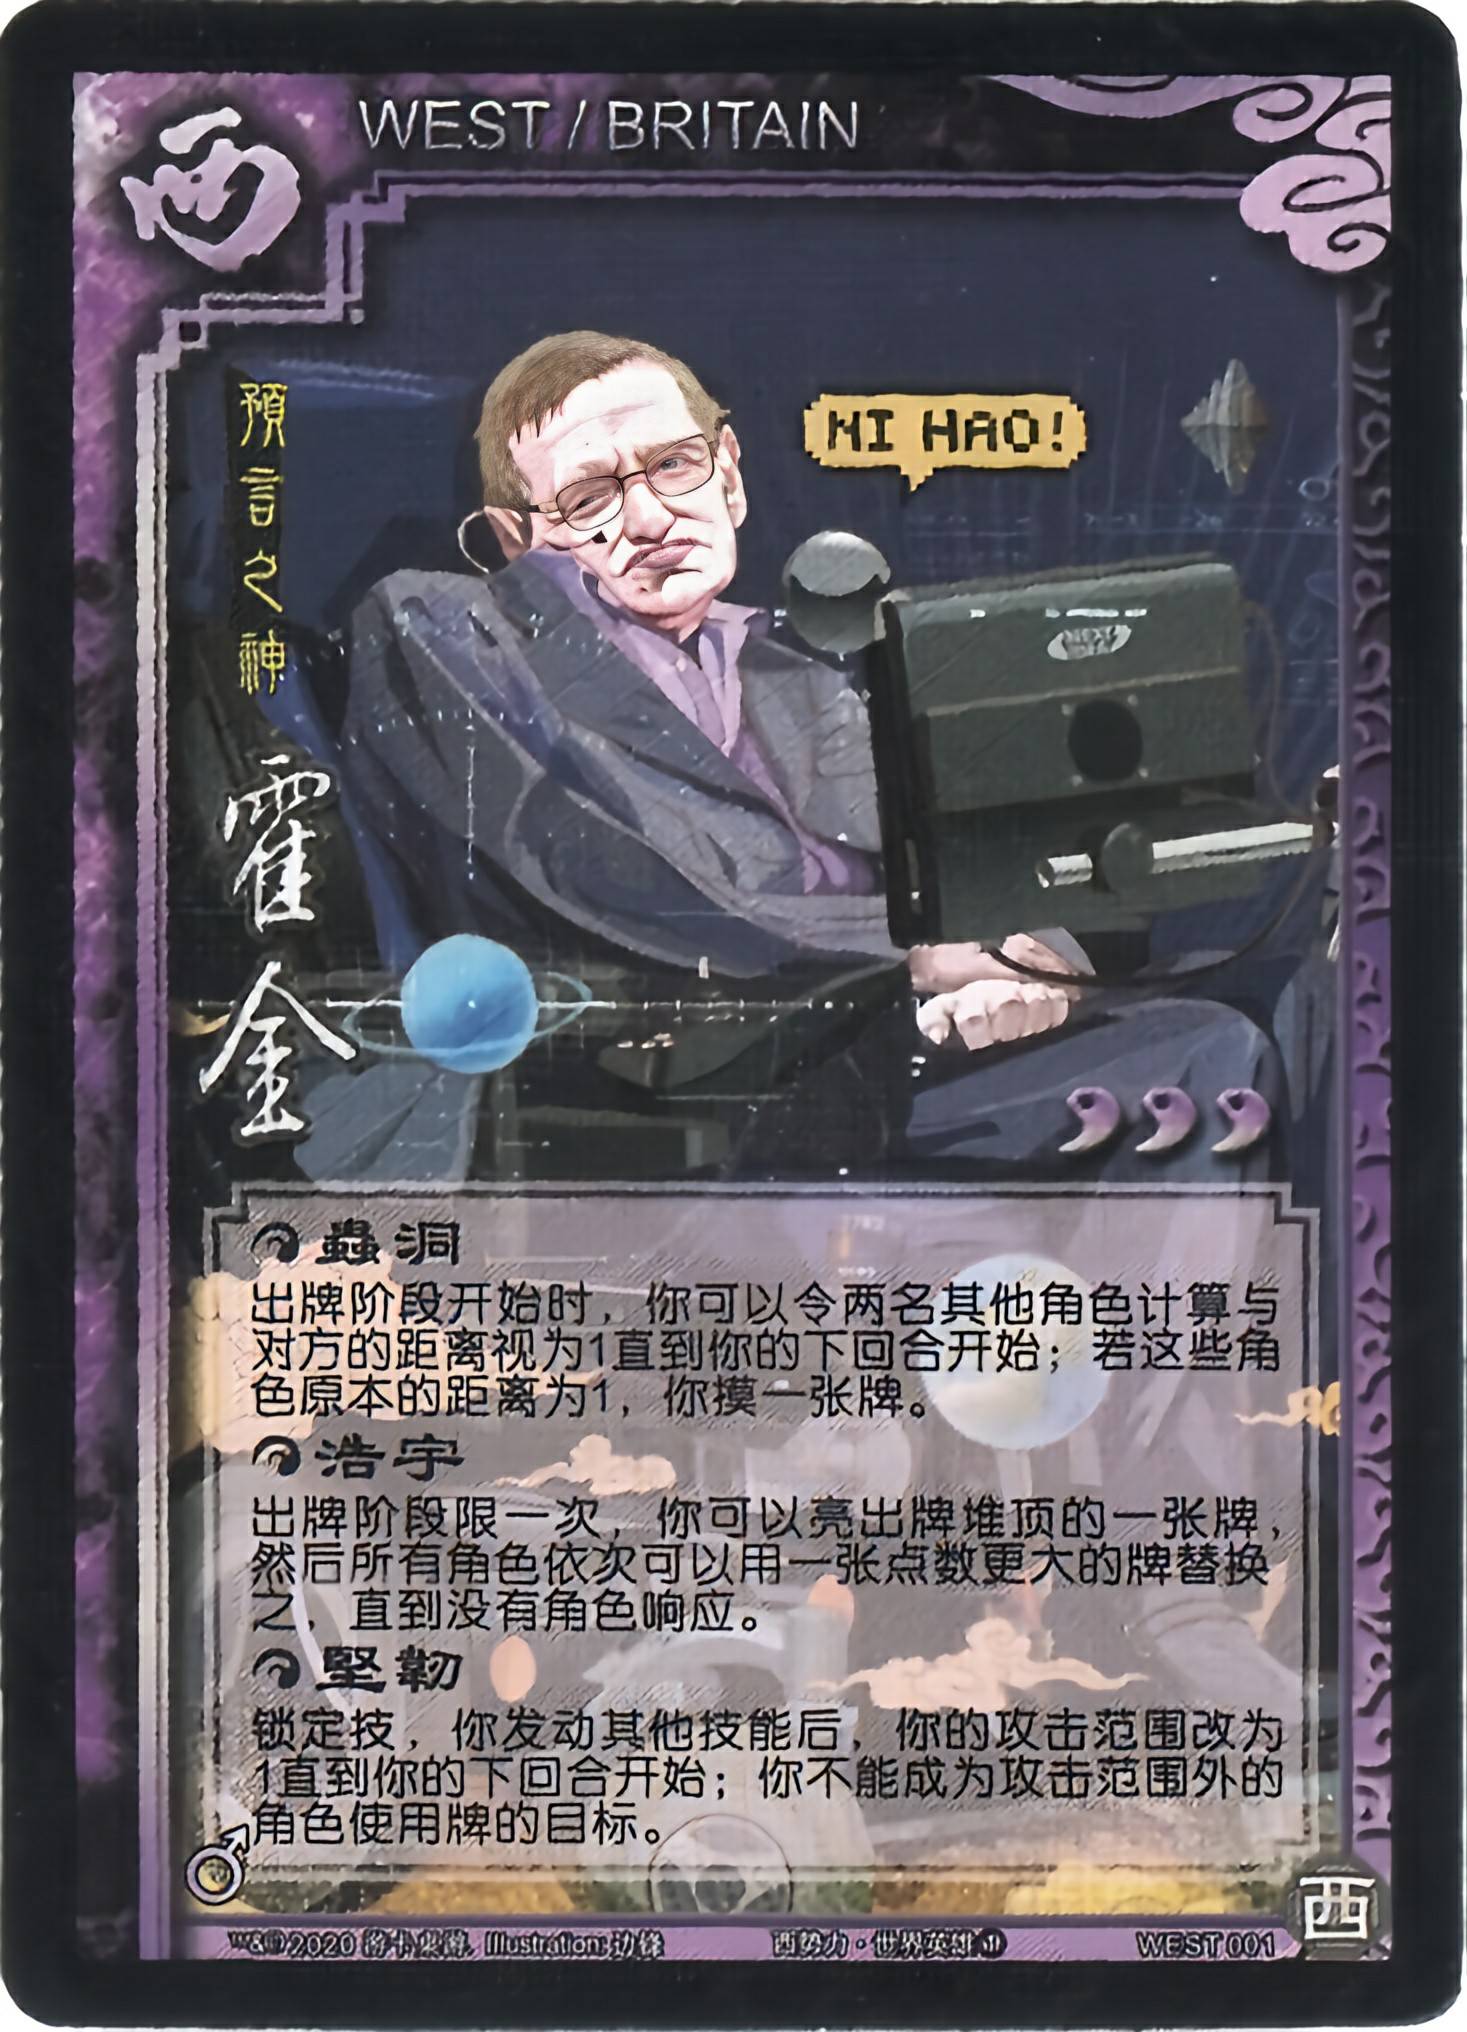 西
WEST / BRITAIN
NI HAO!
預言之神
霍金
蟲洞
出牌阶段开始时，你可以令两名其他角色计算与
对方的距离视为1直到你的下回合开始；若这些角
色原本的距离为1，你摸一张牌。
浩宇
出牌阶段限一次，你可以亮出牌堆顶的一张牌，
然后所有角色依次可以用一张点数更大的牌替换
之，直到没有角色响应。
堅韌
锁定技，你发动其他技能后，你的攻击范围改为
1直到你的下回合开始；你不能成为攻击范围外的
角色使用牌的目标。
2020 Illustration:
西势力·世界英雄
WEST 001
西